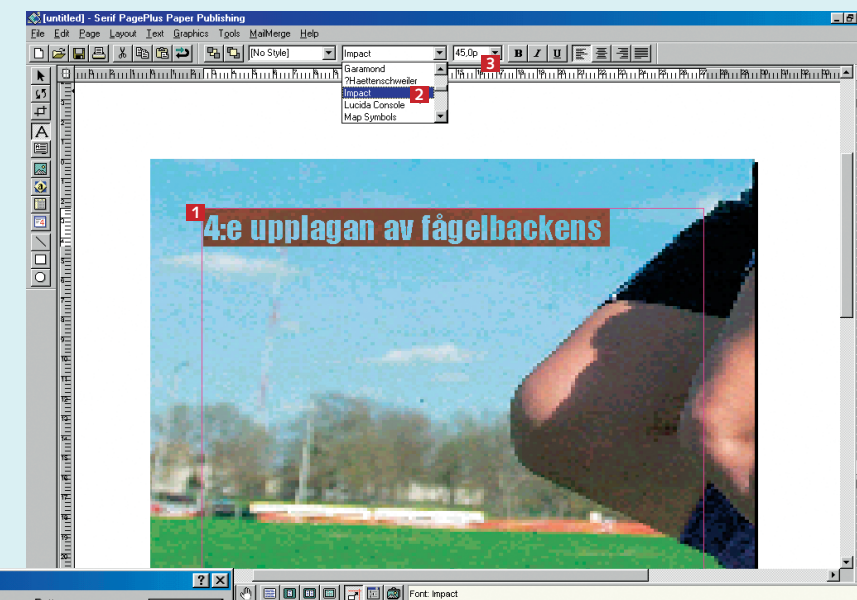 [untitled] - Serif PagePlus Paper Publishing
File Edit Page Layout Text Graphics Tools MailMerge Help
[No Style] Impact 45,0p B I U
3
Garamond
?Haettenschweiler
Impact 2
Lucida Console
Map Symbols
1
4:e upplagan av fågelbackens
Font: Impact